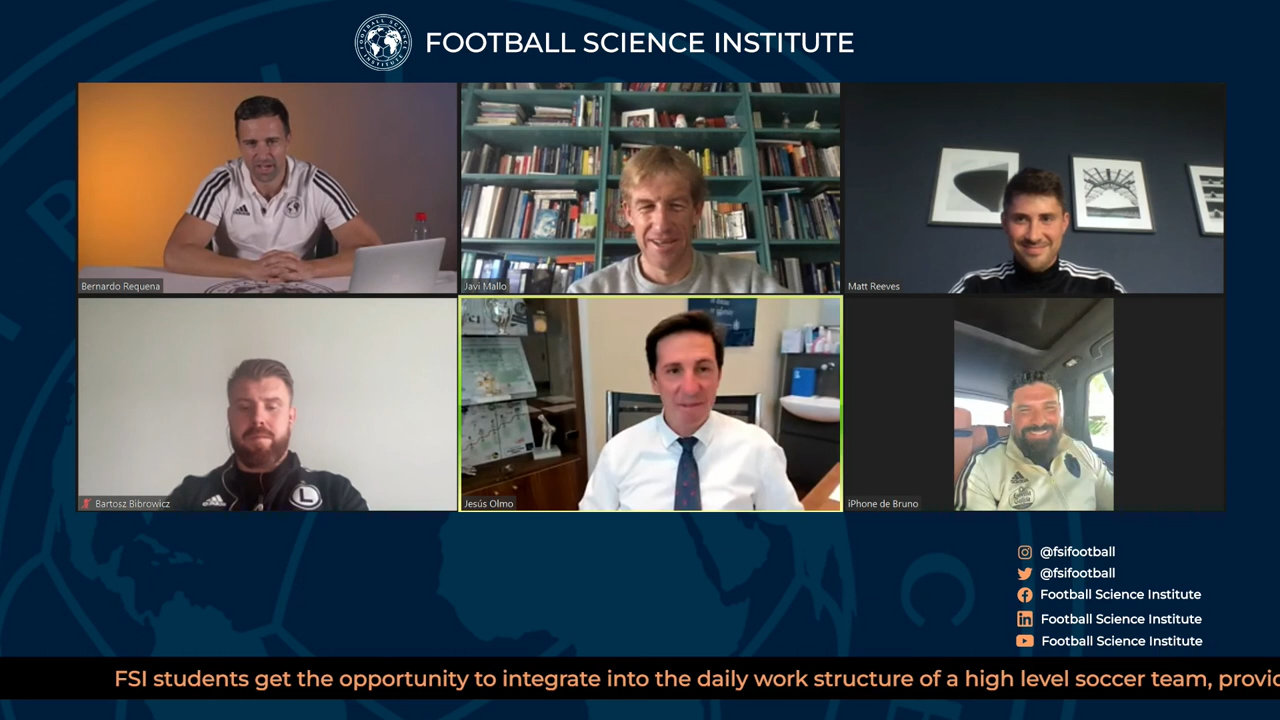 FOOTBALL SCIENCE INSTITUTE
Bernardo Requena
Javi Mallo
Matt Reeves
Bartosz Bibrowicz
Jesús Olmo
iPhone de Bruno
@fsifootball
@fsifootball
Football Science Institute
Football Science Institute
Football Science Institute
FSI students get the opportunity to integrate into the daily work structure of a high level soccer team, provid